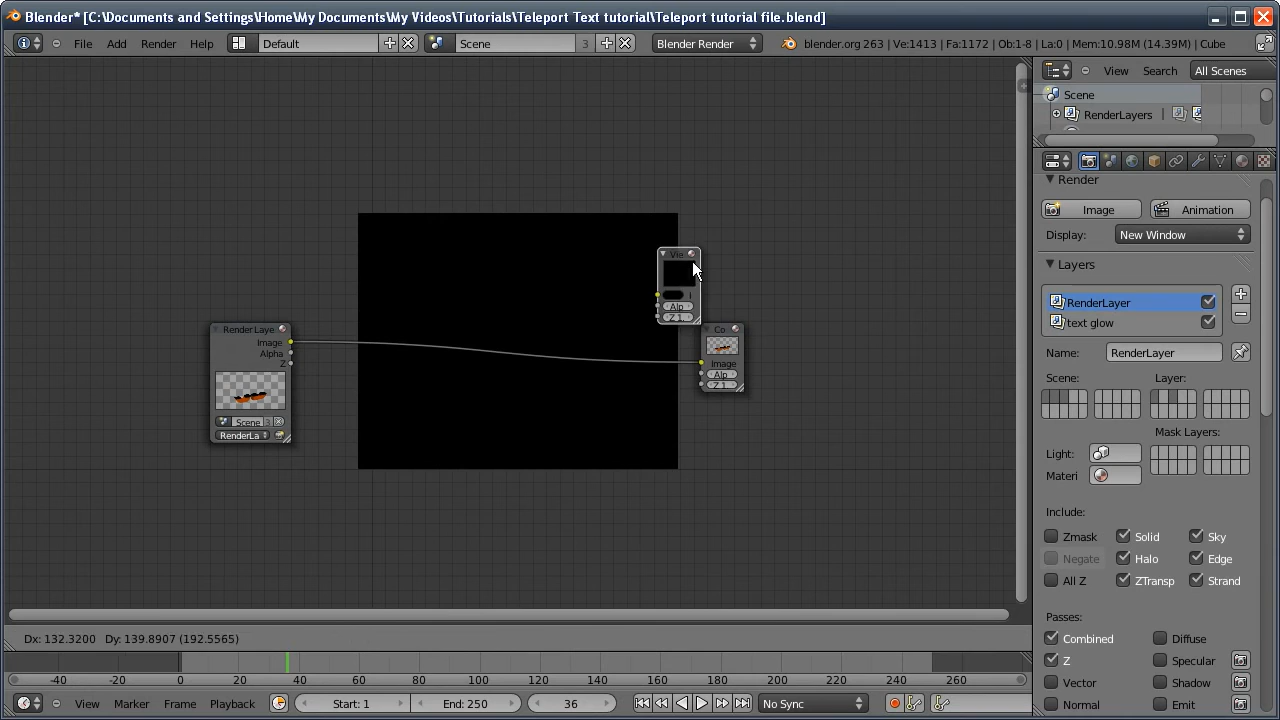 Blender* [C:\Documents and Settings\Home\My Documents\My Videos\Tutorials\Teleport Text tutorial\Teleport tutorial file.blend]
File Add Render Help Default Scene 3 Blender Render blender.org 263 | Ve:1413 | Fa:1172 | Ob:1-8 | La:0 | Mem:10.98M (14.39M) | Cube
View Search All Scenes
Scene
RenderLayers |
Render
Image Animation
Display: New Window
Layers
RenderLayer
text glow
Name: RenderLayer
Scene: Layer:
Mask Layers:
Light:
Materi
Include:
Zmask Solid Sky
Negate Halo Edge
All Z ZTransp Strand
Passes:
Combined Diffuse
Z Specular
Vector Shadow
Normal Emit
Vie
Alp
Z 1.
RenderLaye
Image
Alpha
Z
Scene 3
RenderLa
Co
Image
Alp
Z 1
Dx: 132.3200 Dy: 139.8907 (192.5565)
-40 -20 0 20 40 60 80 100 120 140 160 180 200 220 240 260
View Marker Frame Playback Start: 1 End: 250 36 No Sync